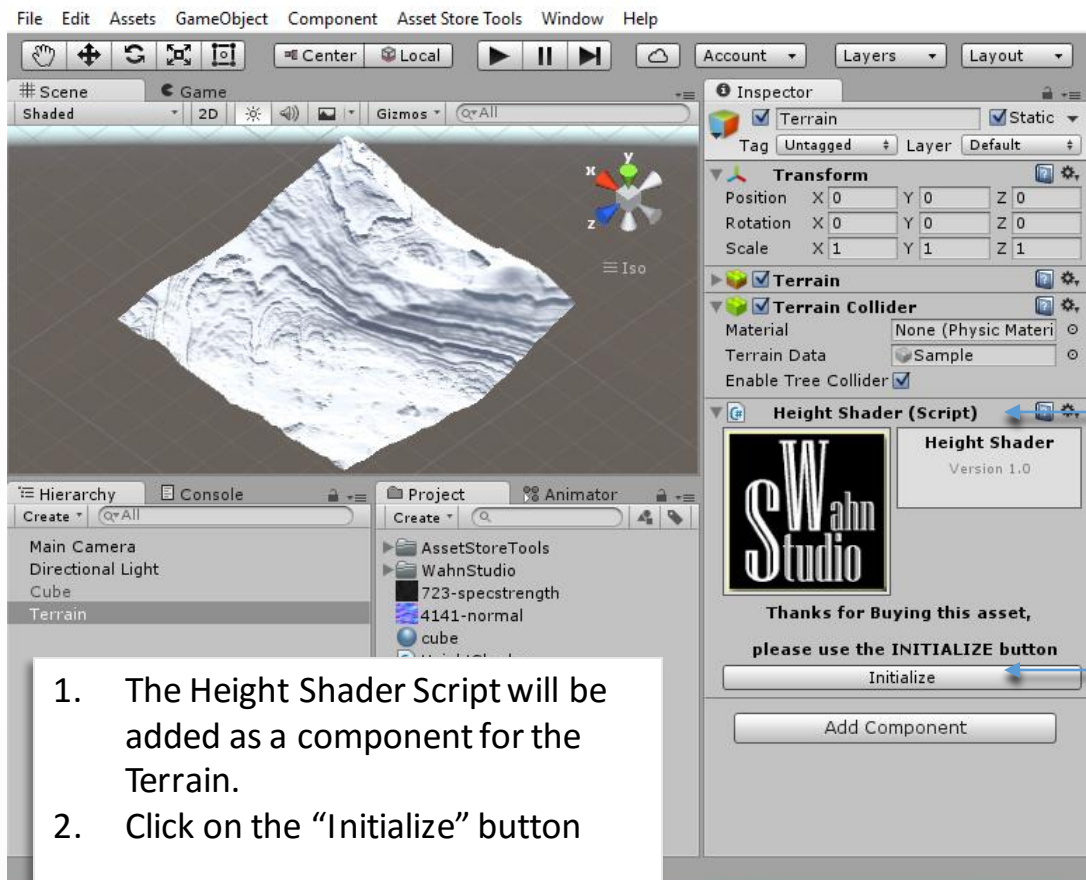 File Edit Assets GameObject Component Asset Store Tools Window Help
Center Local Account Layers Layout
Scene Game
Shaded 2D Gizmos All
x y z
Iso
Inspector
Terrain Static
Tag Untagged Layer Default
Transform
Position X 0 Y 0 Z 0
Rotation X 0 Y 0 Z 0
Scale X 1 Y 1 Z 1
Terrain
Terrain Collider
Material None (Physic Materi
Terrain Data Sample
Enable Tree Collider
Height Shader (Script)
Wahn Studio
Height Shader
Version 1.0
Thanks for Buying this asset,
please use the INITIALIZE button
Initialize
Add Component
Hierarchy Console
Create All
Main Camera
Directional Light
Cube
Terrain
Project Animator
Create
AssetStoreTools
WahnStudio
723-specstrength
4141-normal
cube
1. The Height Shader Script will be
added as a component for the
Terrain.
2. Click on the “Initialize” button